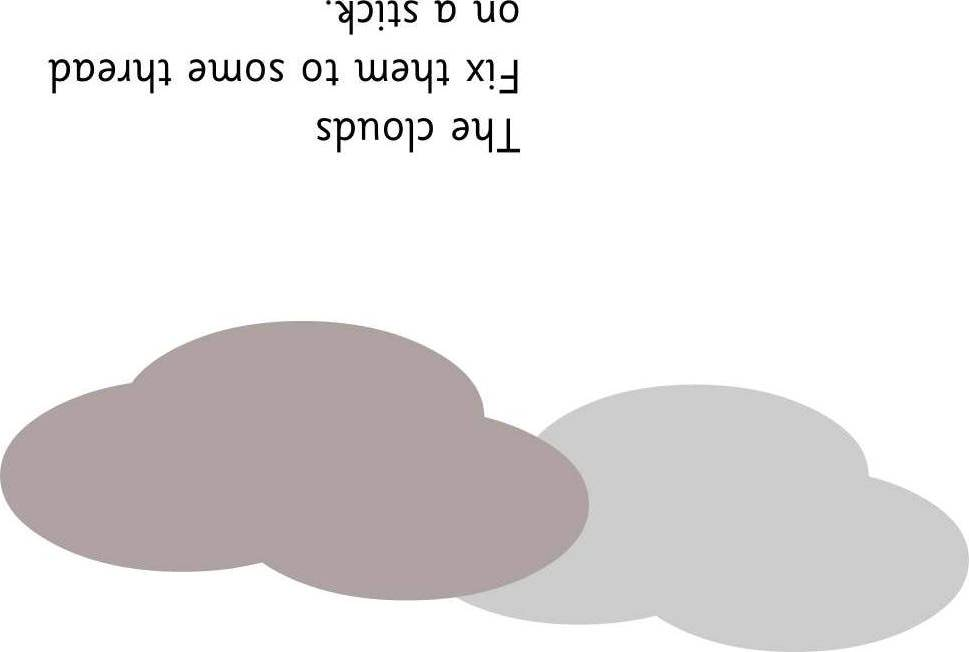 The clouds
Fix them to some thread
on a stick.